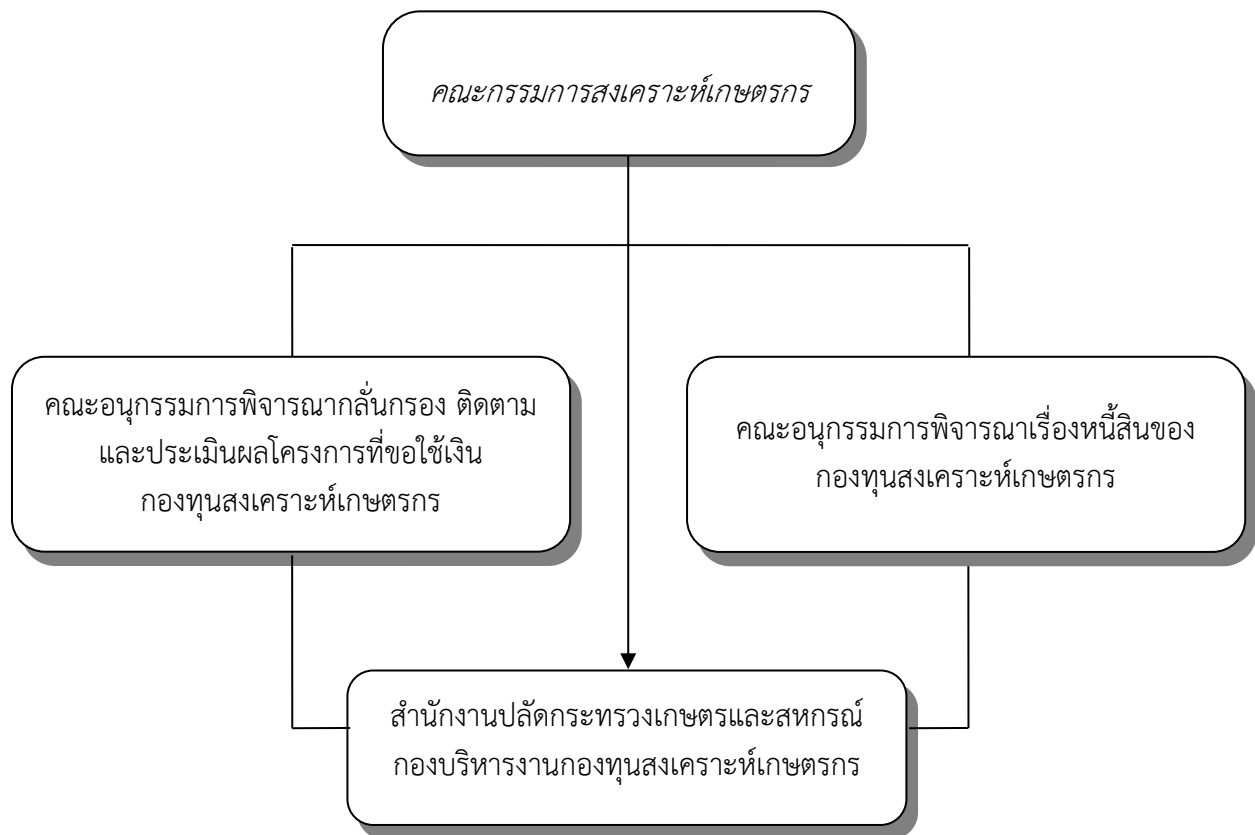 คณะกรรมการสงเคราะห์เกษตรกร
คณะอนุกรรมการพิจารณากลั่นกรอง ติดตาม
และประเมินผลโครงการที่ขอใช้เงิน
กองทุนสงเคราะห์เกษตรกร
คณะอนุกรรมการพิจารณาเรื่องหนี้สินของ
กองทุนสงเคราะห์เกษตรกร
สำนักงานปลัดกระทรวงเกษตรและสหกรณ์
กองบริหารงานกองทุนสงเคราะห์เกษตรกร